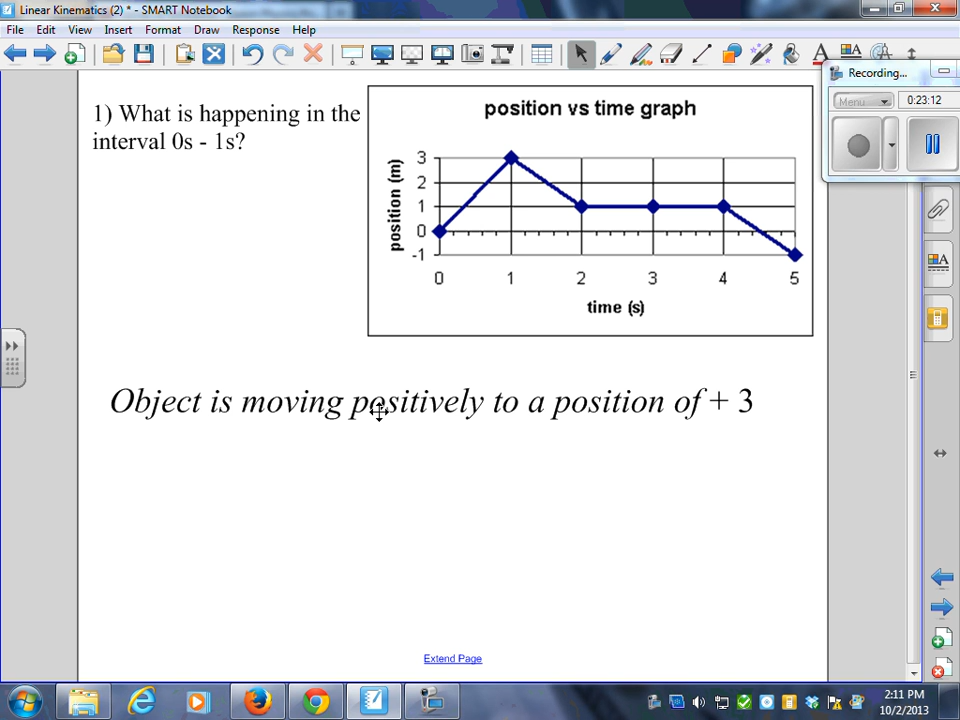 Linear Kinematics (2) * - SMART Notebook
File Edit View Insert Format Draw Response Help
Recording...
Menu
0:23:12
1) What is happening in the
interval 0s - 1s?
position vs time graph
position (m)
3
2
1
0
-1
0 1 2 3 4 5
time (s)
Object is moving positively to a position of + 3
Extend Page
2:11 PM
10/2/2013